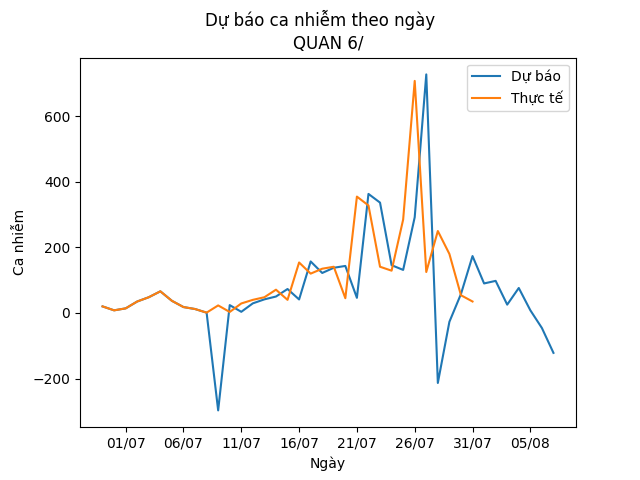 Dự báo ca nhiễm theo ngày
QUAN 6/
Dự báo
Thực tế
Ca nhiễm
600
400
200
0
−200
01/07 06/07 11/07 16/07 21/07 26/07 31/07 05/08
Ngày